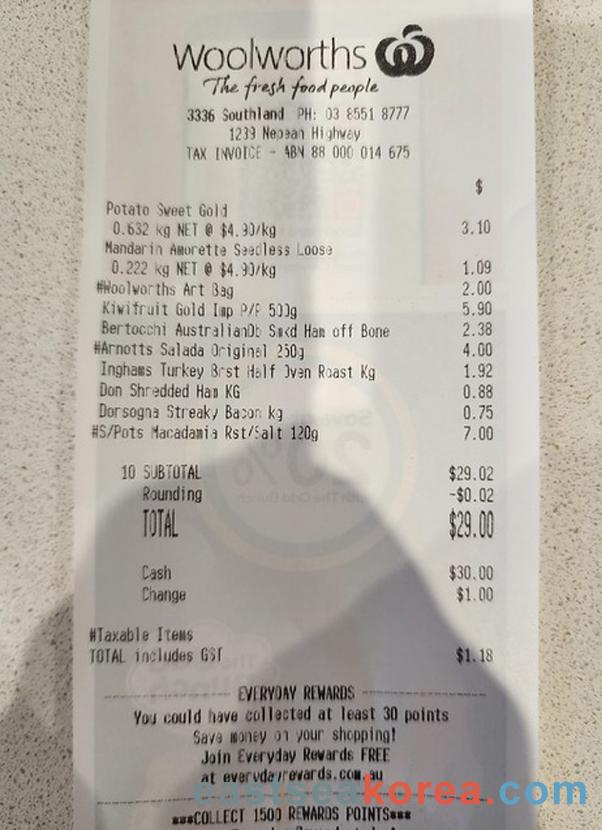 Woolworths
The fresh food people
3336 Southland PH: 03 8551 8777
1239 Nepean Highway
TAX INVOICE - ABN 88 000 014 675
$
Potato Sweet Gold
0.632 kg NET @ $4.90/kg 3.10
Mandarin Amorette Seedless Loose
0.222 kg NET @ $4.90/kg 1.09
#Woolworths Art Bag 2.00
Kiwifruit Gold Imp P/P 500g 5.90
Bertocchi AustralianDb Smkd Ham off Bone 2.38
#Arnotts Salada Original 250g 4.00
Inghams Turkey Brst Half Oven Roast Kg 1.92
Don Shredded Ham KG 0.88
Dorsogna Streaky Bacon kg 0.75
#S/Pots Macadamia Rst/Salt 120g 7.00
10 SUBTOTAL $29.02
Rounding -$0.02
TOTAL $29.00
Cash $30.00
Change $1.00
#Taxable Items
TOTAL includes GST $1.18
EVERYDAY REWARDS
You could have collected at least 30 points
Save money on your shopping!
Join Everyday Rewards FREE
at everydayrewards.com.au
eastseakorea.com
***COLLECT 1500 REWARDS POINTS***